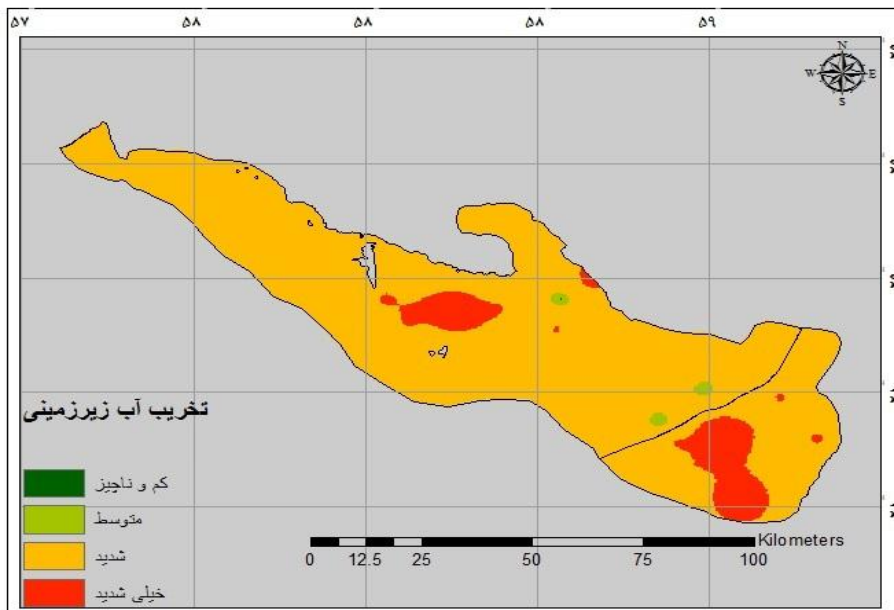 ۵۷ ۵۸ ۵۸ ۵۸ ۵۹
N
W E
S
تخریب آب زیرزمینی
کم و ناچیز
متوسط
شدید
خیلی شدید
Kilometers
0 12.5 25 50 75 100